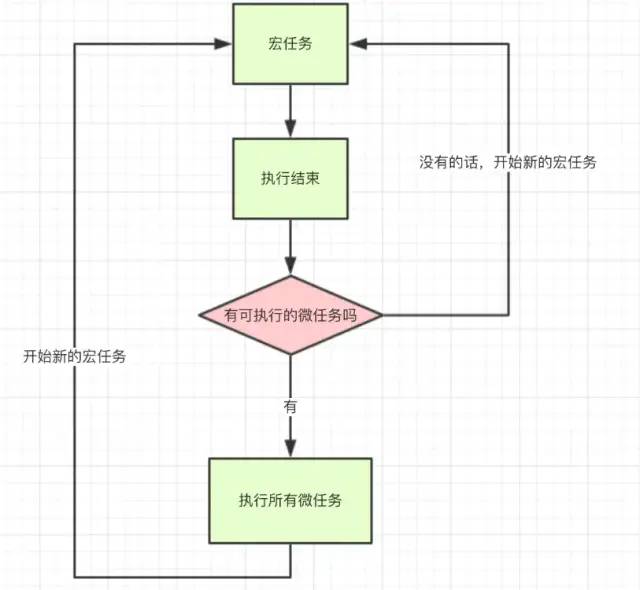 宏任务
执行结束
没有的话，开始新的宏任务
有可执行的微任务吗
开始新的宏任务
有
执行所有微任务